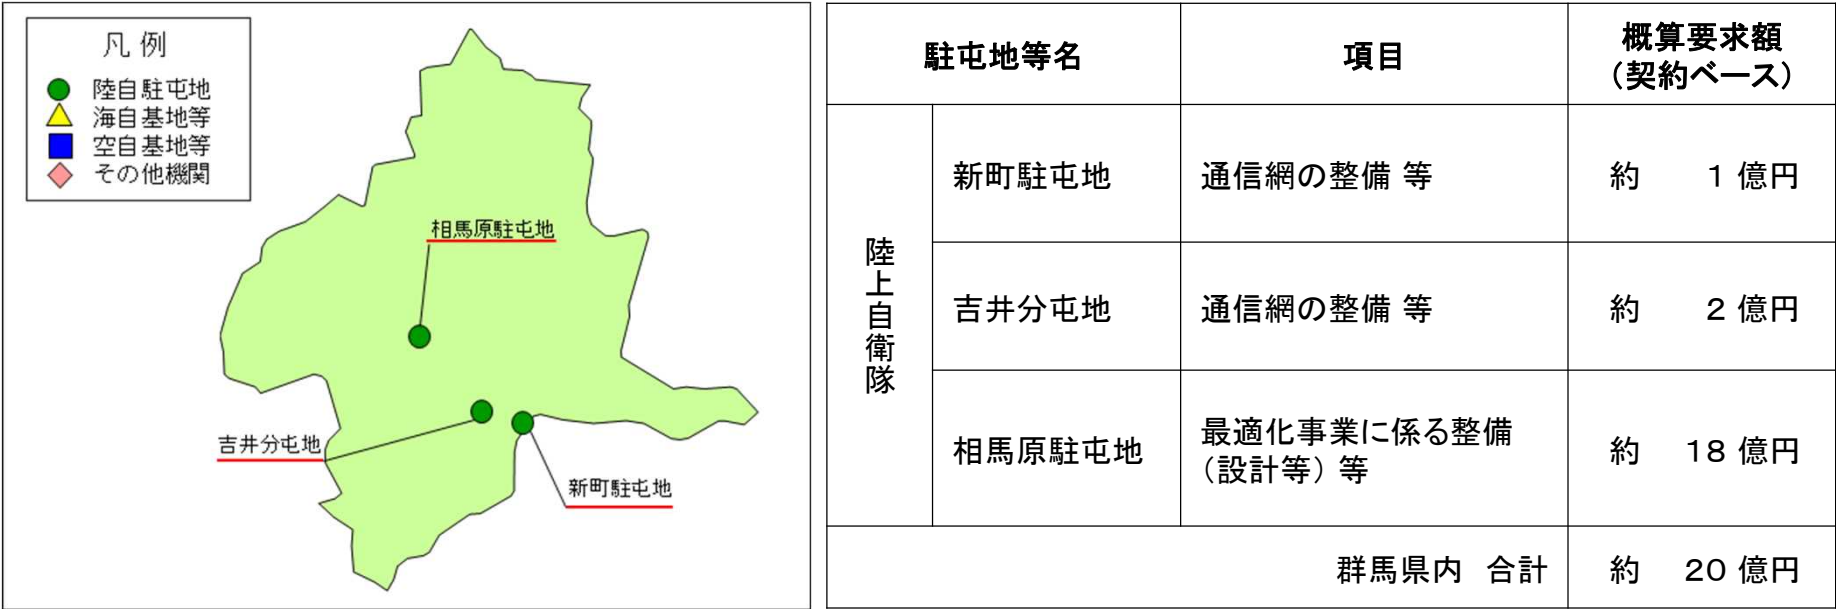 凡例
陸自駐屯地
海自基地等
空自基地等
その他機関
相馬原駐屯地
吉井分屯地
新町駐屯地
駐屯地等名
項目
概算要求額
（契約ベース）
陸上自衛隊
新町駐屯地
通信網の整備 等
約 1 億円
吉井分屯地
通信網の整備 等
約 2 億円
相馬原駐屯地
最適化事業に係る整備
（設計等） 等
約 18 億円
群馬県内 合計
約 20 億円